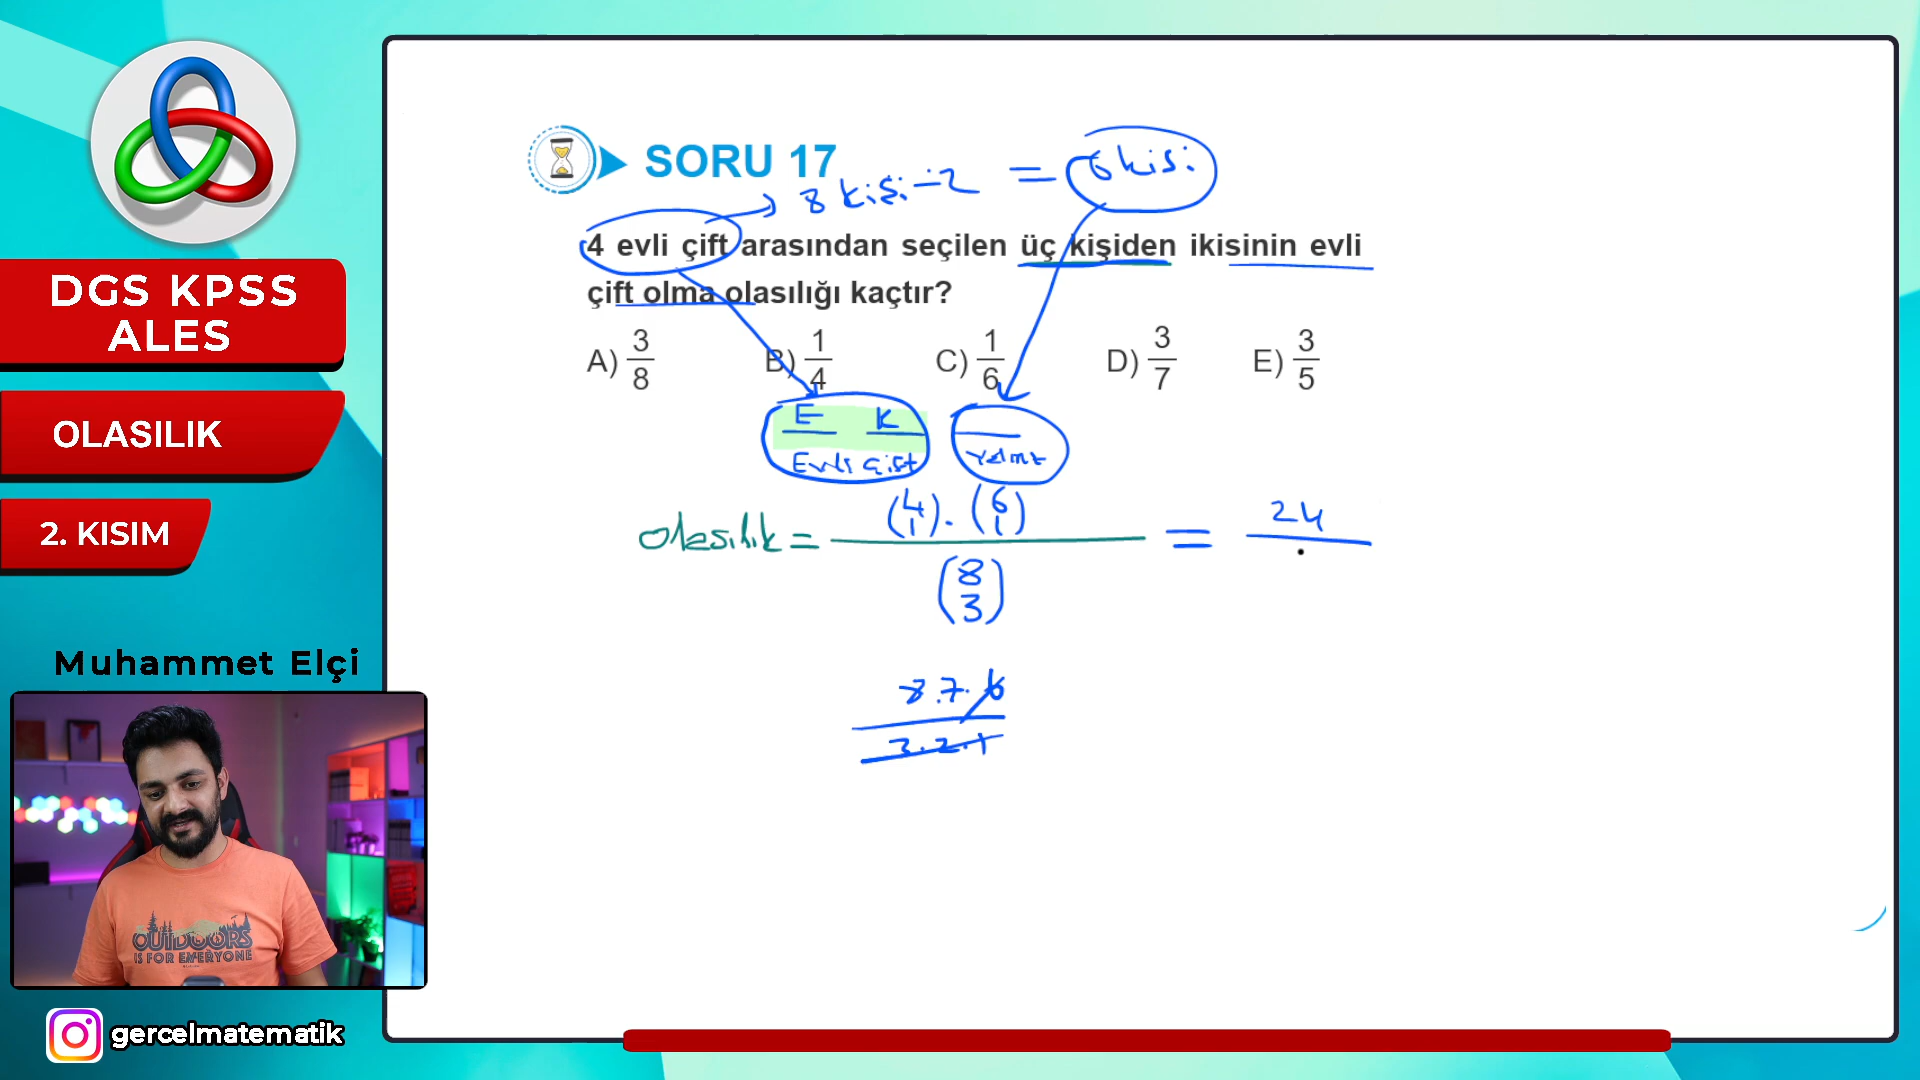 DGS KPSS
ALES
OLASILIK
2. KISIM
Muhammet Elçi
OUTDOORS
IS FOR EVERYONE
gercelmatematik
SORU 17
8 kişi - 2 = 6 kişi
4 evli çift arasından seçilen üç kişiden ikisinin evli
çift olma olasılığı kaçtır?
A) 3/8 B) 1/4 C) 1/6 D) 3/7 E) 3/5
E K
Evli çift
olasılık = (4 1) . (6 1) / (8 3) = 24
8.7.6
3.2.1